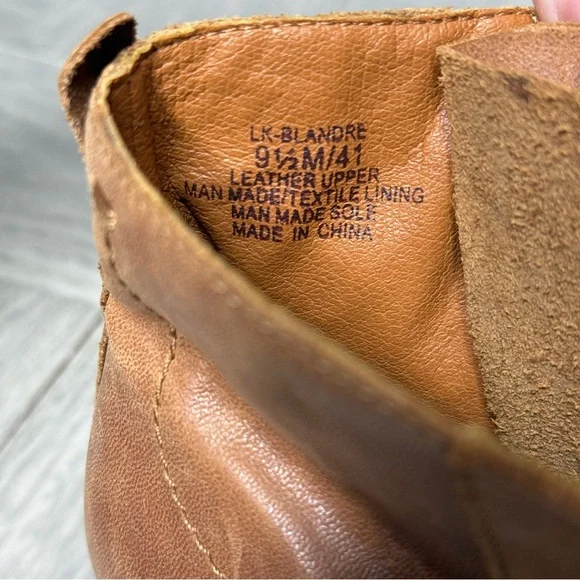 LK-BLANDRE
9½M/41
LEATHER UPPER
MAN MADE/TEXTILE LINING
MAN MADE SOLE
MADE IN CHINA